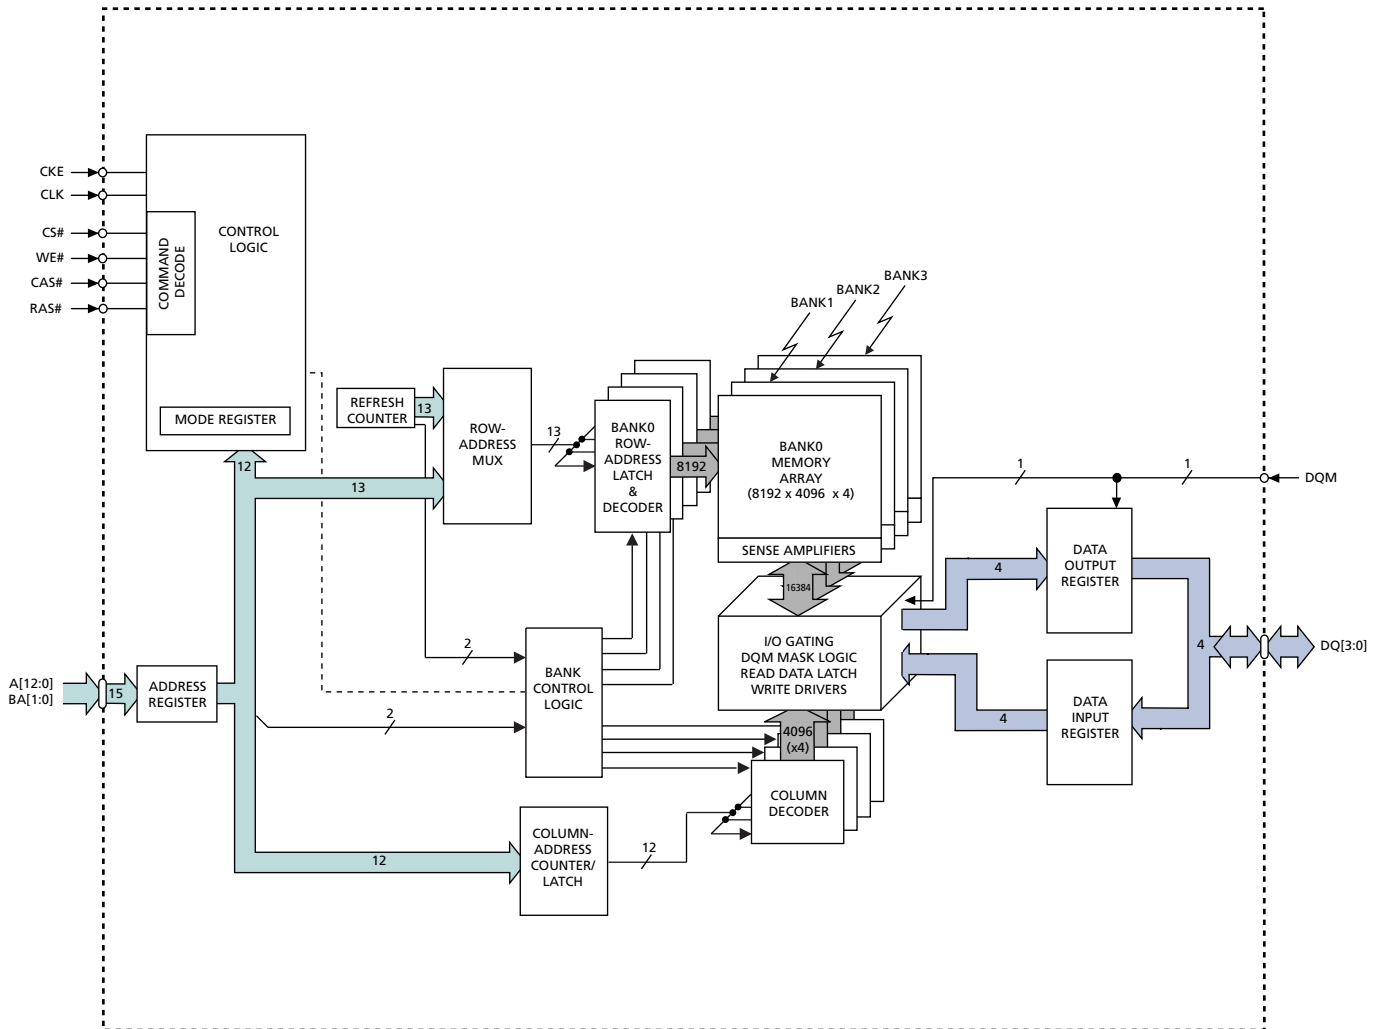 CKE
CLK
CS#
WE#
CAS#
RAS#
COMMAND
DECODE
CONTROL
LOGIC
MODE REGISTER
12
REFRESH
COUNTER
13
13
ROW-
ADDRESS
MUX
13
BANK0
ROW-
ADDRESS
LATCH
&
DECODER
8192
BANK1
BANK2
BANK3
BANK0
MEMORY
ARRAY
(8192 x 4096 x 4)
SENSE AMPLIFIERS
16384
I/O GATING
DQM MASK LOGIC
READ DATA LATCH
WRITE DRIVERS
1
1
DQM
DATA
OUTPUT
REGISTER
4
4
DQ[3:0]
DATA
INPUT
REGISTER
4
A[12:0]
BA[1:0]
15
ADDRESS
REGISTER
2
2
BANK
CONTROL
LOGIC
4096
(x4)
COLUMN
DECODER
12
COLUMN-
ADDRESS
COUNTER/
LATCH
12